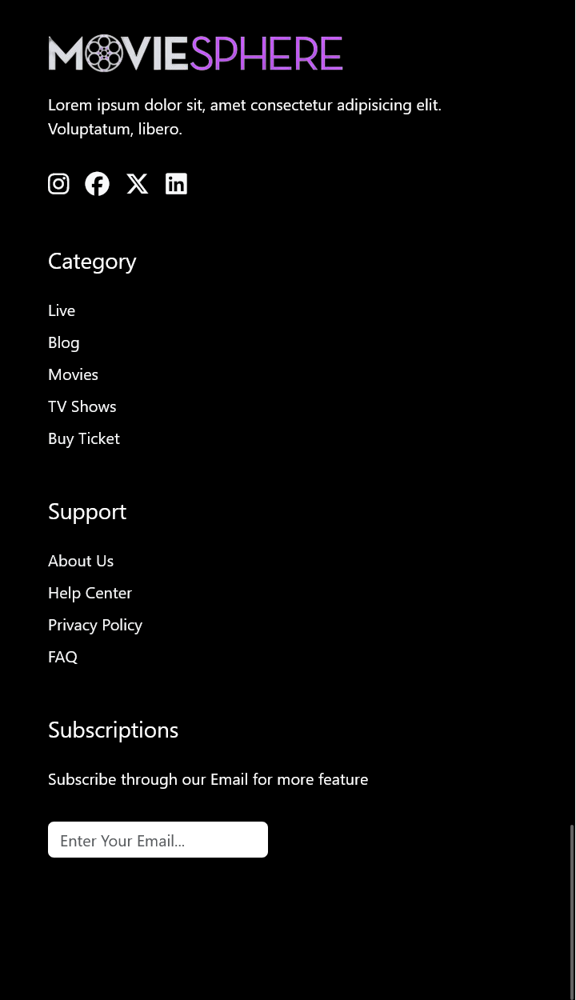 MOVIESPHERE
Lorem ipsum dolor sit, amet consectetur adipisicing elit.
Voluptatum, libero.
Category
Live
Blog
Movies
TV Shows
Buy Ticket
Support
About Us
Help Center
Privacy Policy
FAQ
Subscriptions
Subscribe through our Email for more feature
Enter Your Email...